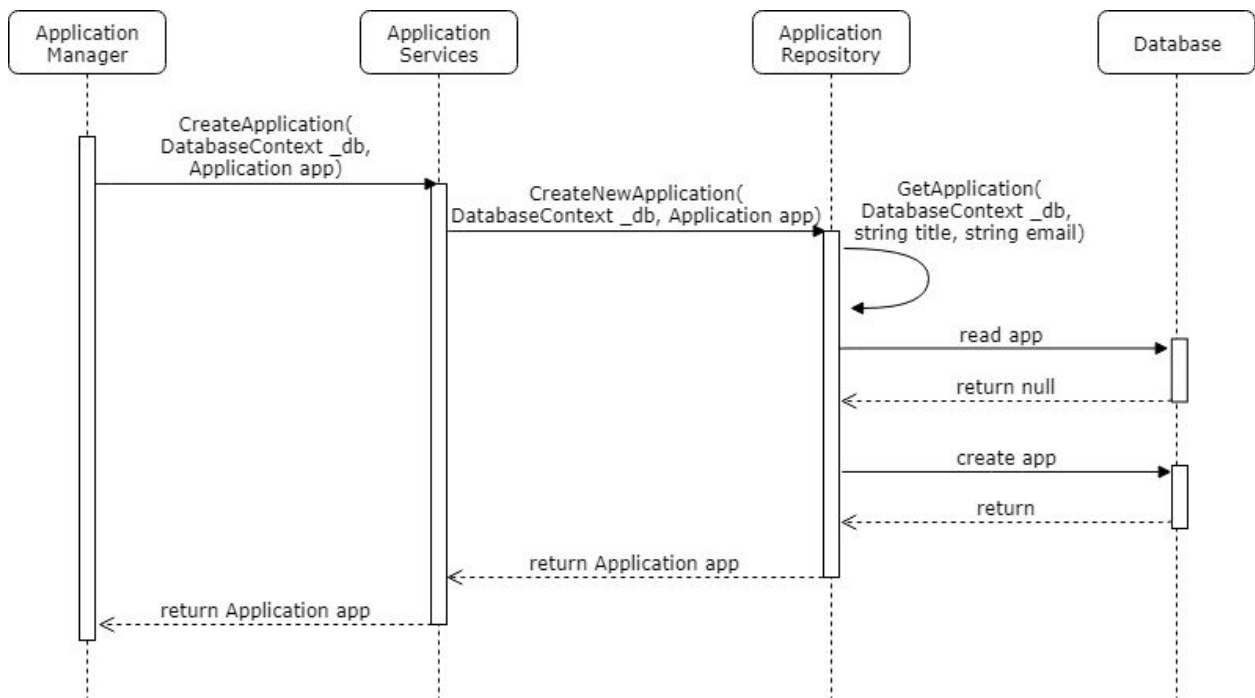 Application
Manager
Application
Services
Application
Repository
Database
CreateApplication(
DatabaseContext _db,
Application app)
CreateNewApplication(
DatabaseContext _db, Application app)
GetApplication(
DatabaseContext _db,
string title, string email)
read app
return null
create app
return
return Application app
return Application app